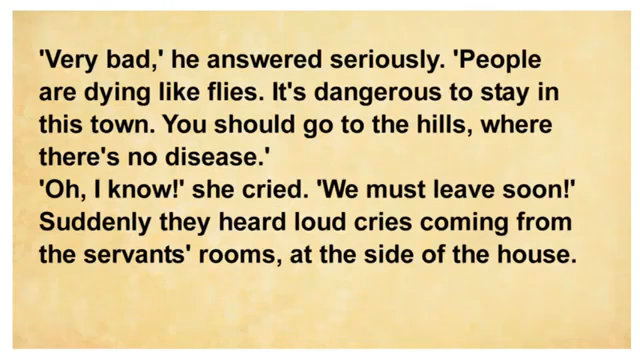 'Very bad,' he answered seriously. 'People
are dying like flies. It's dangerous to stay in
this town. You should go to the hills, where
there's no disease.'
'Oh, I know!' she cried. 'We must leave soon!'
Suddenly they heard loud cries coming from
the servants' rooms, at the side of the house.